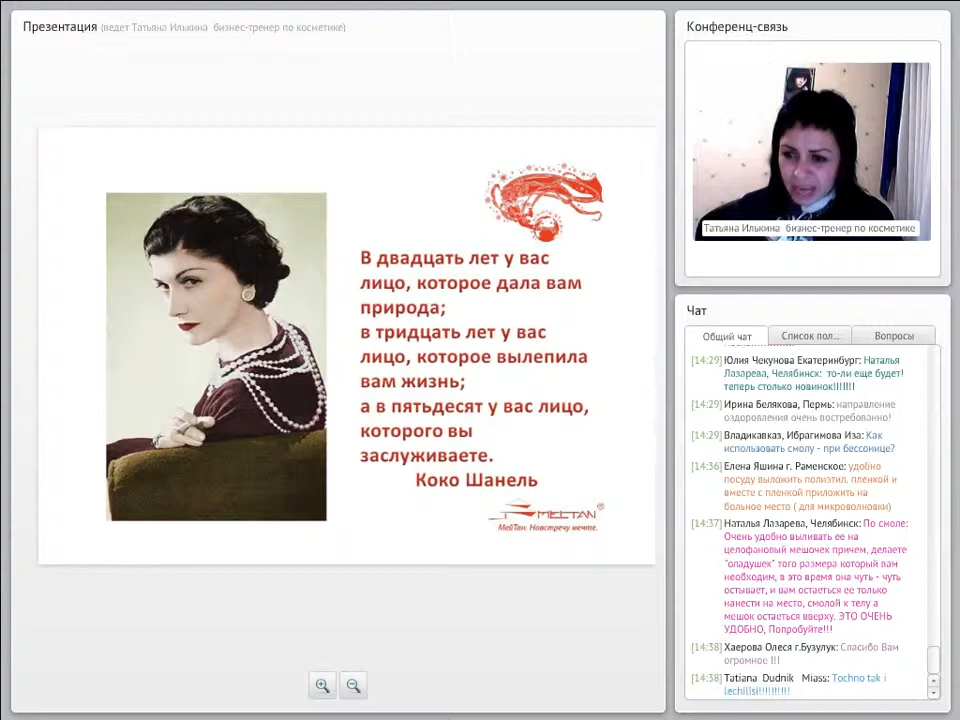 Презентация (ведет Татьяна Илькина бизнес-тренер по косметике)
В двадцать лет у вас
лицо, которое дала вам
природа;
в тридцать лет у вас
лицо, которое вылепила
вам жизнь;
а в пятьдесят у вас лицо,
которого вы
заслуживаете.
Коко Шанель
MEITAN®
МейТан. Навстречу мечте.
Конференц-связь
Татьяна Илькина бизнес-тренер по косметике
Чат
Общий чат
Список пол...
Вопросы
[14:29] Юлия Чекунова Екатеринбург: Наталья
Лазарева, Челябинск: то-ли еще будет!
теперь столько новинок!!!!!!!
[14:29] Ирина Белякова, Пермь: направление
оздоровления очень востребованно!
[14:29] Владикавказ, Ибрагимова Иза: Как
использовать смолу - при бессонице?
[14:36] Елена Яшина г. Раменское: удобно
посуду выложить полиэтил. пленкой и
вместе с пленкой приложить на
больное место ( для микроволновки)
[14:37] Наталья Лазарева, Челябинск: По смоле:
Очень удобно выливать ее на
целофановый мешочек причем, делаете
"оладушек" того размера который вам
необходим, в это время она чуть - чуть
остывает, и вам остаеться ее только
нанести на место, смолой к телу а
мешок остаеться вверху. ЭТО ОЧЕНЬ
УДОБНО, Попробуйте!!!
[14:38] Хаерова Олеся г.Бузулук: Спасибо Вам
огромное !!!
[14:38] Tatiana Dudnik Miass: Tochno tak i
lechilisi!!!!!!!!!!